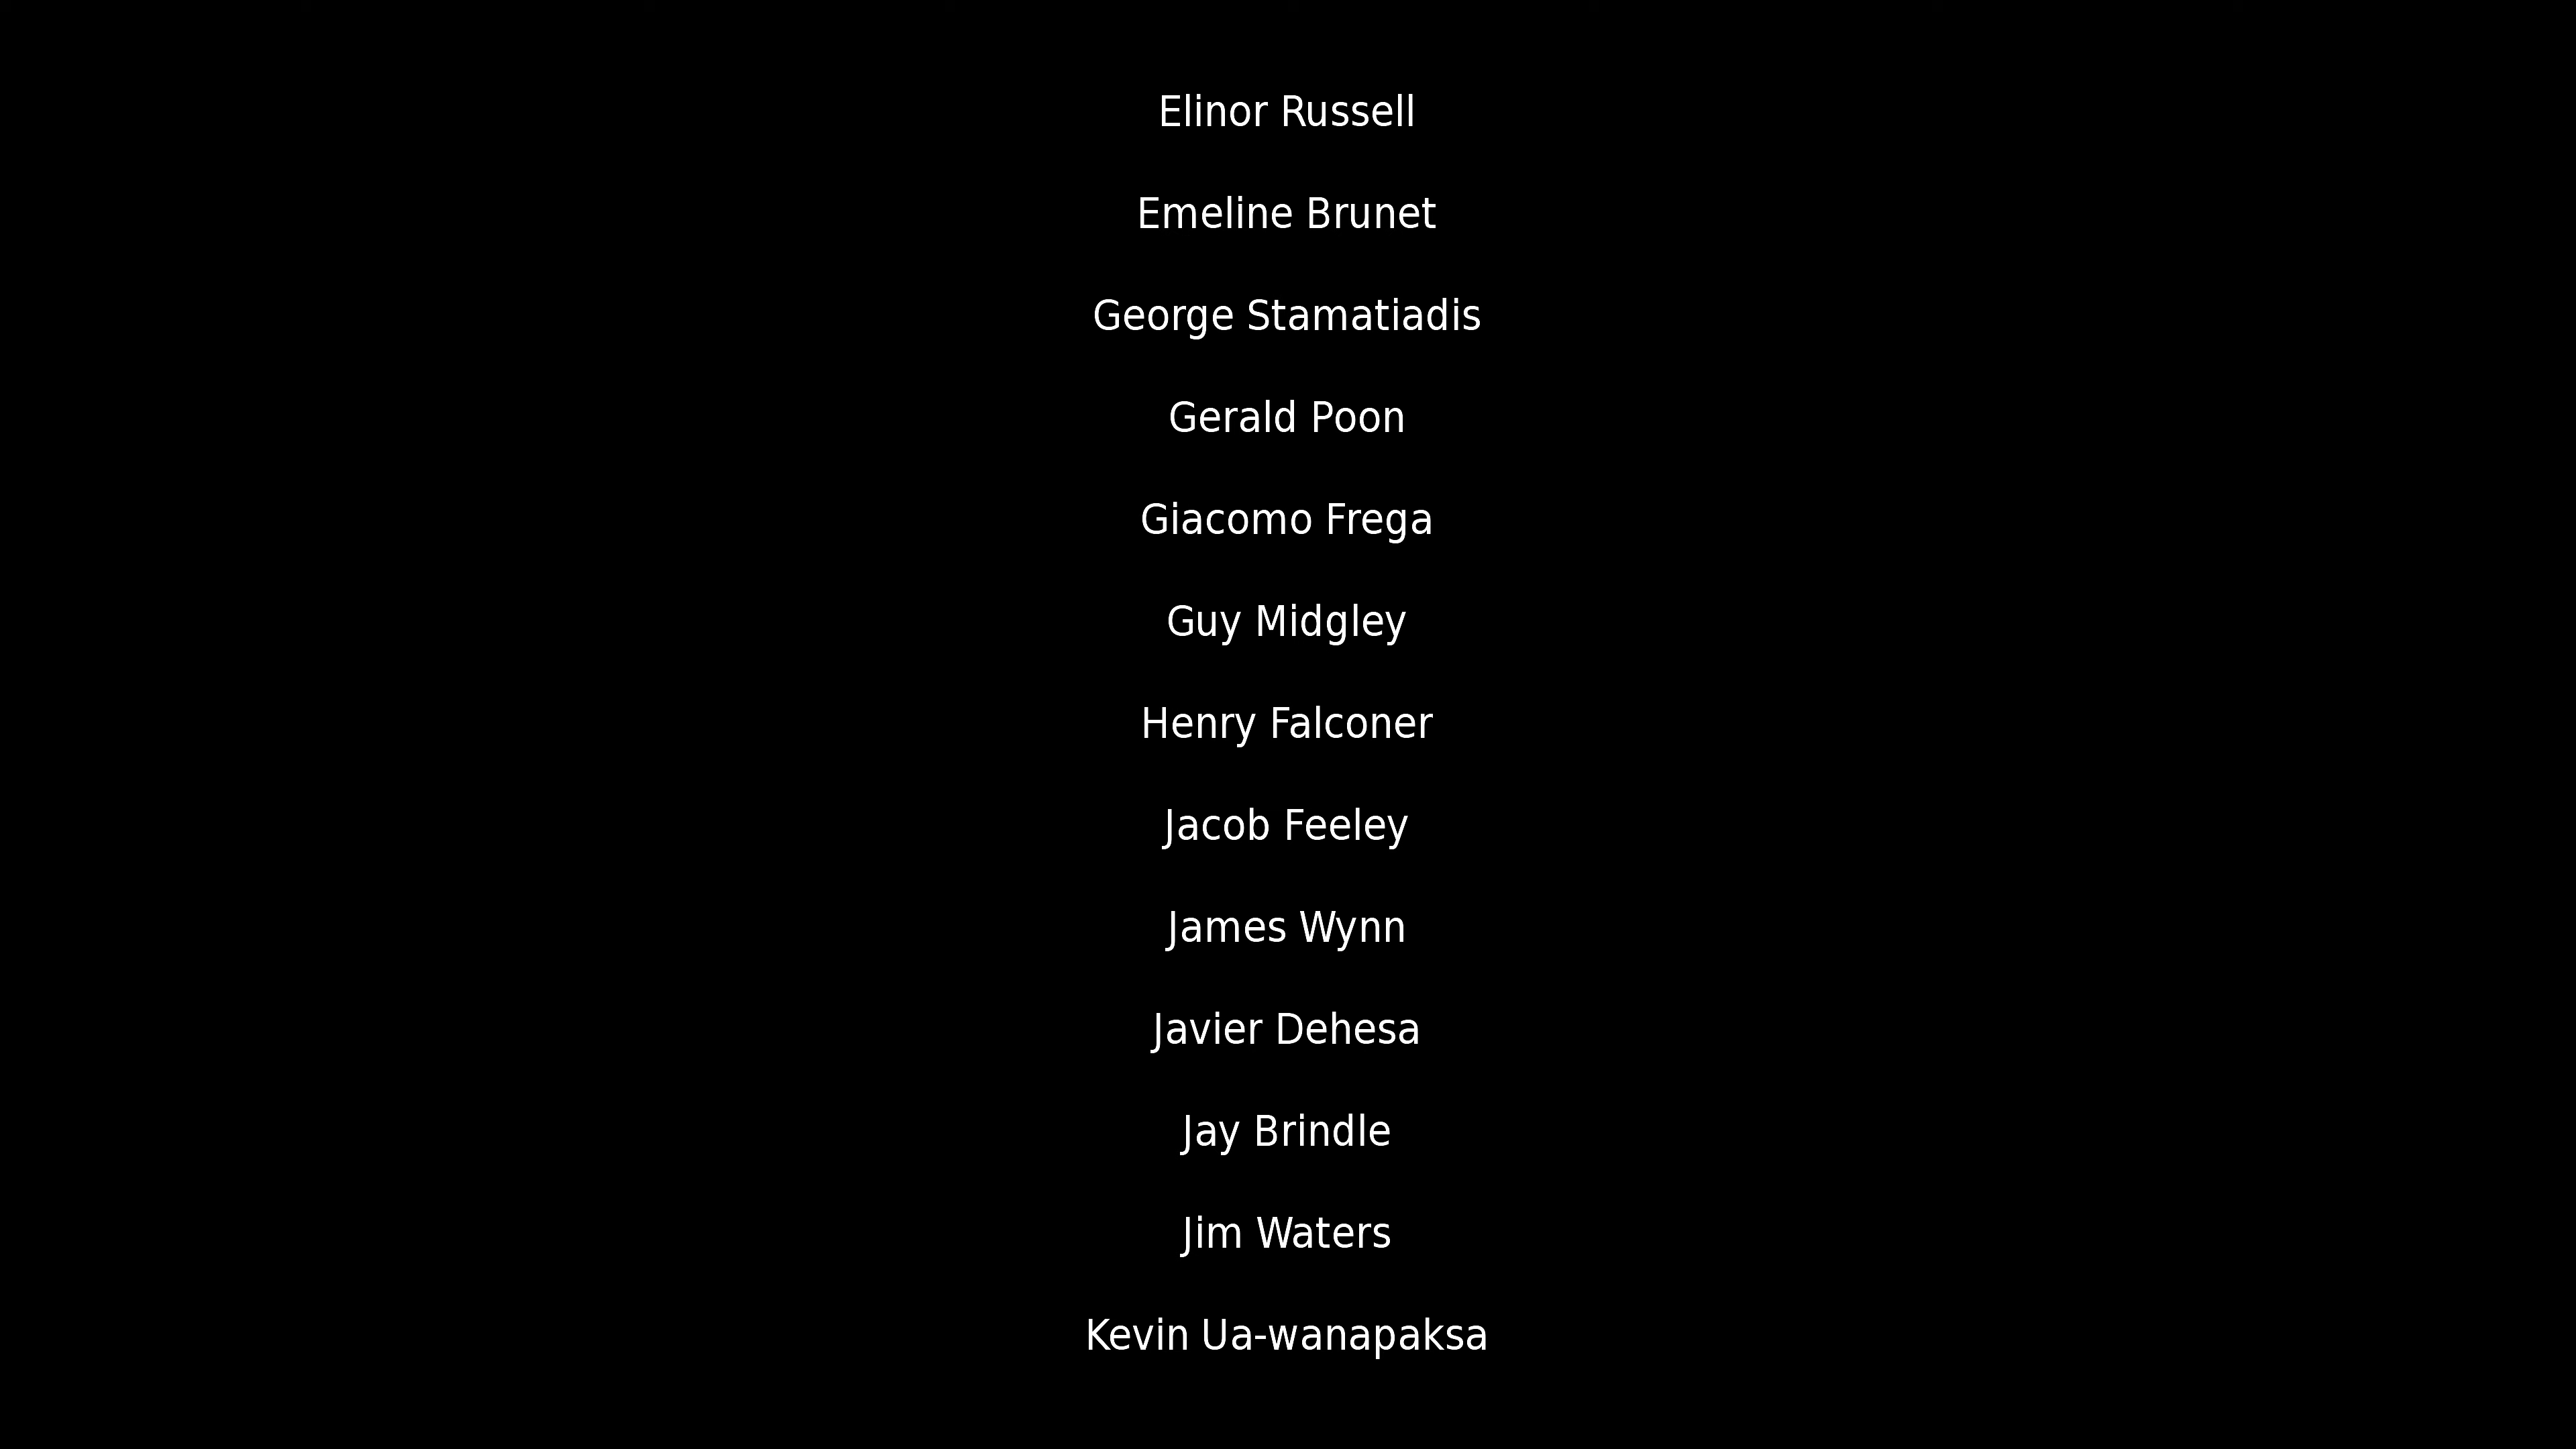 Elinor Russell
Emeline Brunet
George Stamatiadis
Gerald Poon
Giacomo Frega
Guy Midgley
Henry Falconer
Jacob Feeley
James Wynn
Javier Dehesa
Jay Brindle
Jim Waters
Kevin Ua-wanapaksa